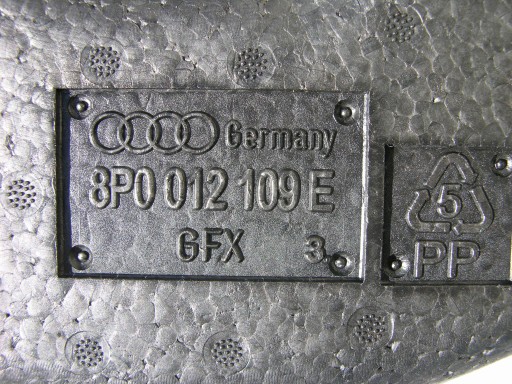 Germany
8P0 012 109 E
GFX 3.
5
PP